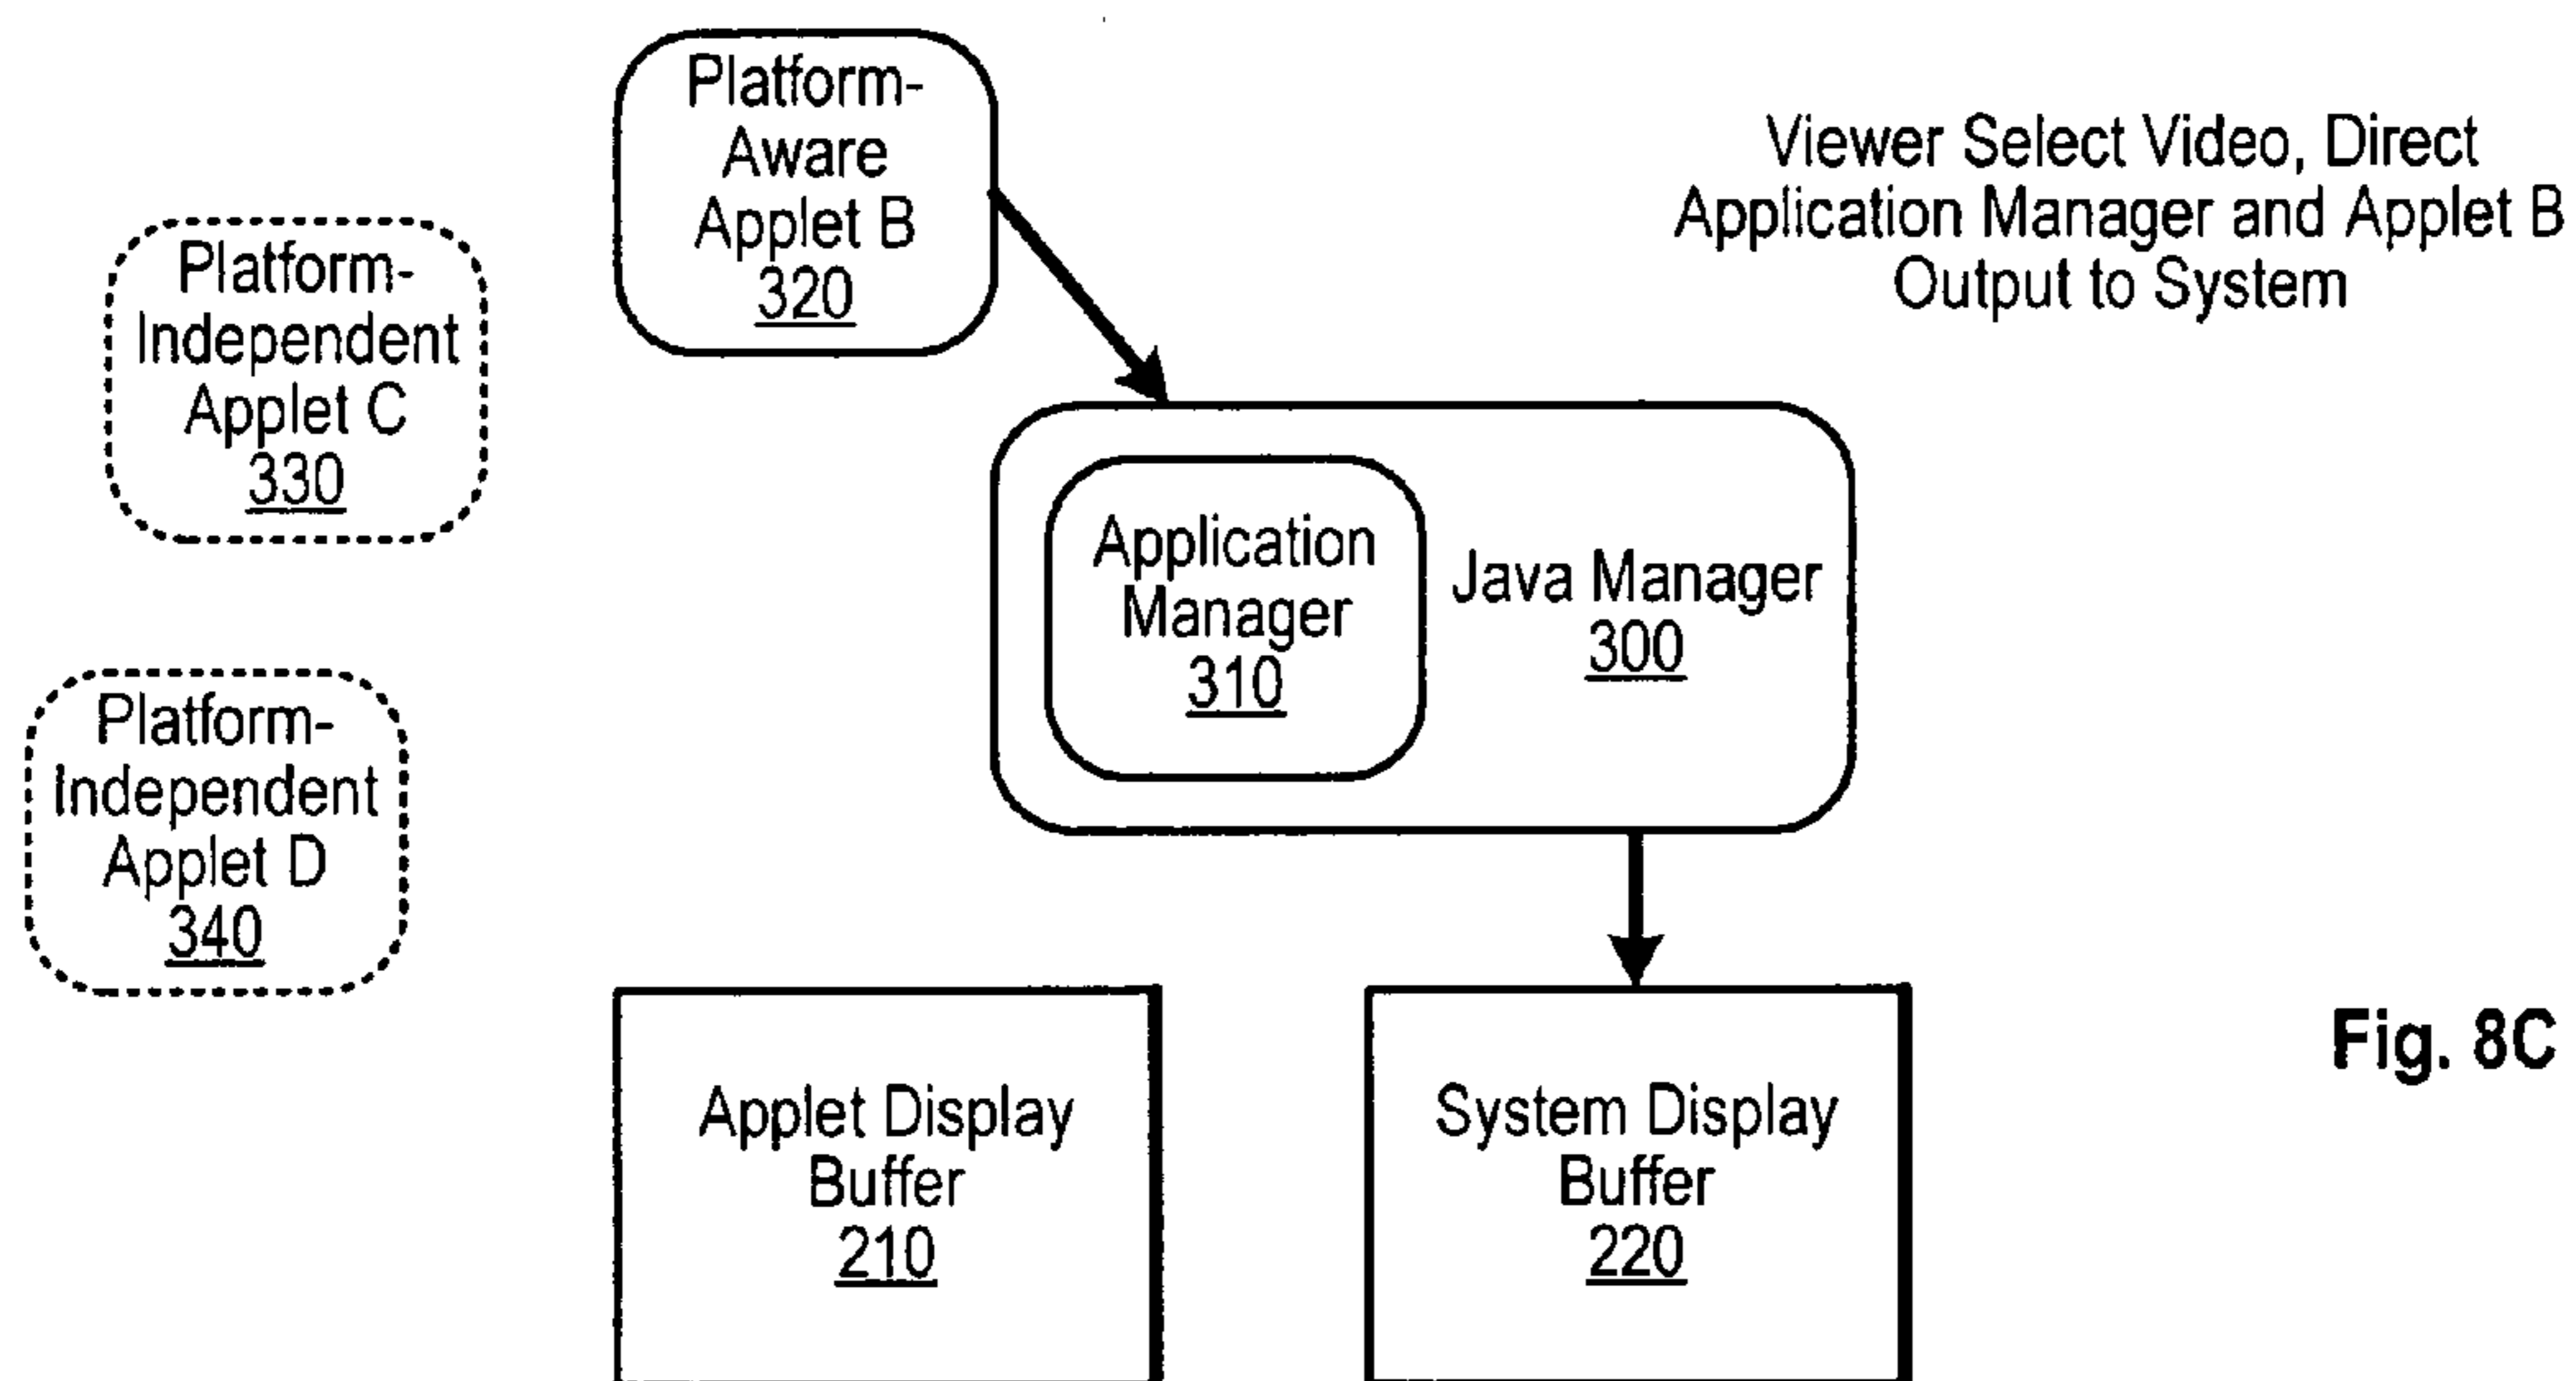 Platform-
Aware
Applet B
320
Viewer Select Video, Direct
Application Manager and Applet B
Output to System
Platform-
Independent
Applet C
330
Application
Manager
310
Java Manager
300
Platform-
Independent
Applet D
340
Applet Display
Buffer
210
System Display
Buffer
220
Fig. 8C